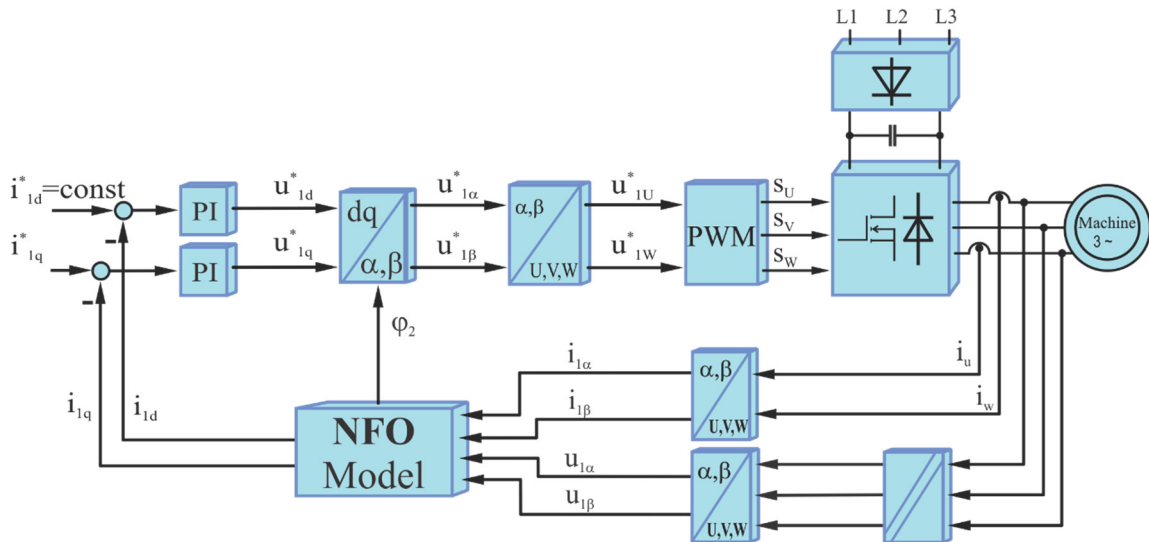 L1 L2 L3
i*1d=const
PI
u*1d
dq
α,β
u*1α
α,β
U,V,W
u*1U
PWM
SU
SV
SW
Machine
3 ~
i*1q
PI
u*1q
u*1β
u*1W
φ2
i1q
i1d
NFO
Model
i1α
i1β
u1α
u1β
α,β
U,V,W
α,β
U,V,W
iu
iw